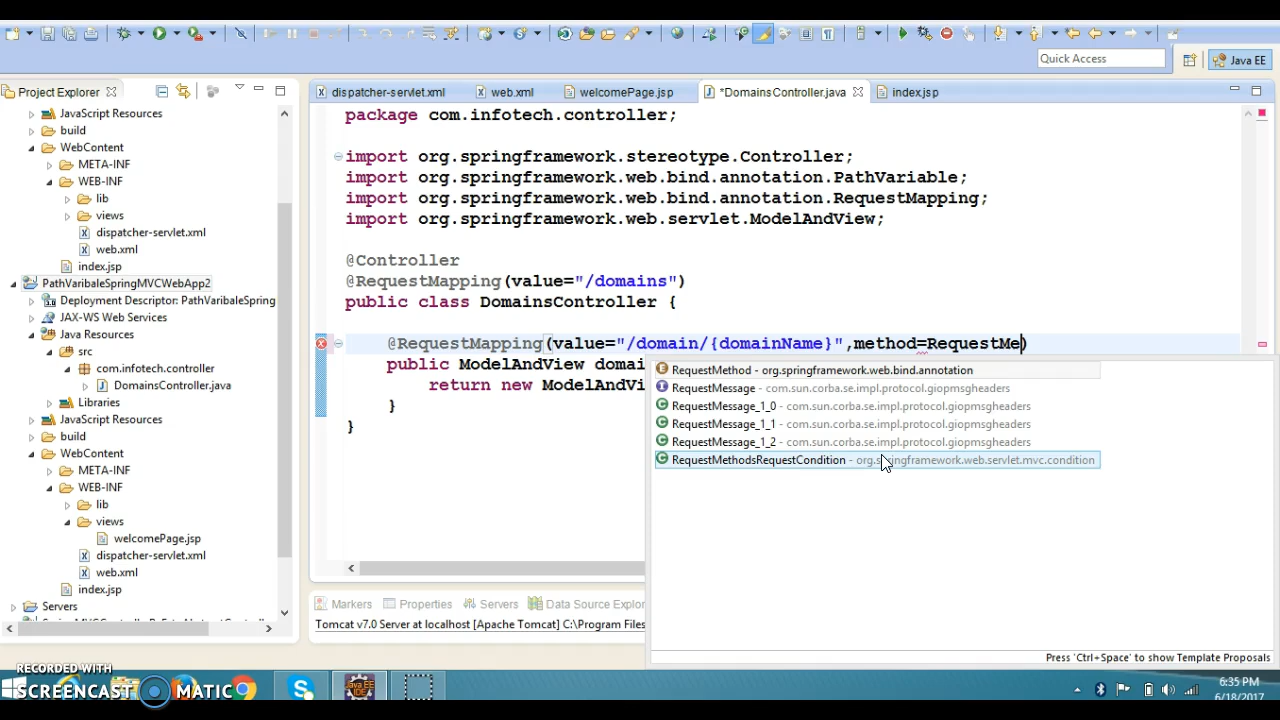 Quick Access
Java EE
Project Explorer
JavaScript Resources
build
WebContent
META-INF
WEB-INF
lib
views
dispatcher-servlet.xml
web.xml
index.jsp
PathVaribaleSpringMVCWebApp2
Deployment Descriptor: PathVaribaleSpring
JAX-WS Web Services
Java Resources
src
com.infotech.controller
DomainsController.java
Libraries
JavaScript Resources
build
WebContent
META-INF
WEB-INF
lib
views
welcomePage.jsp
dispatcher-servlet.xml
web.xml
index.jsp
Servers
dispatcher-servlet.xml
web.xml
welcomePage.jsp
*DomainsController.java
index.jsp
package com.infotech.controller;
import org.springframework.stereotype.Controller;
import org.springframework.web.bind.annotation.PathVariable;
import org.springframework.web.bind.annotation.RequestMapping;
import org.springframework.web.servlet.ModelAndView;
@Controller
@RequestMapping(value="/domains")
public class DomainsController {
@RequestMapping(value="/domain/{domainName}",method=RequestMe)
public ModelAndView domai
return new ModelAndVi
}
}
RequestMethod - org.springframework.web.bind.annotation
RequestMessage - com.sun.corba.se.impl.protocol.giopmsgheaders
RequestMessage_1_0 - com.sun.corba.se.impl.protocol.giopmsgheaders
RequestMessage_1_1 - com.sun.corba.se.impl.protocol.giopmsgheaders
RequestMessage_1_2 - com.sun.corba.se.impl.protocol.giopmsgheaders
RequestMethodsRequestCondition - org.springframework.web.servlet.mvc.condition
Press 'Ctrl+Space' to show Template Proposals
Markers
Properties
Servers
Data Source Explor
Tomcat v7.0 Server at localhost [Apache Tomcat] C:\Program Files
RECORDED WITH
SCREENCAST MATIC
6:35 PM
6/18/2017